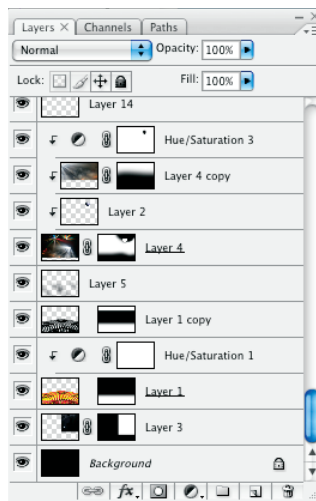 Layers × Channels Paths
Normal Opacity: 100%
Lock: Fill: 100%
Layer 14
Hue/Saturation 3
Layer 4 copy
Layer 2
Layer 4
Layer 5
Layer 1 copy
Hue/Saturation 1
Layer 1
Layer 3
Background
fx.